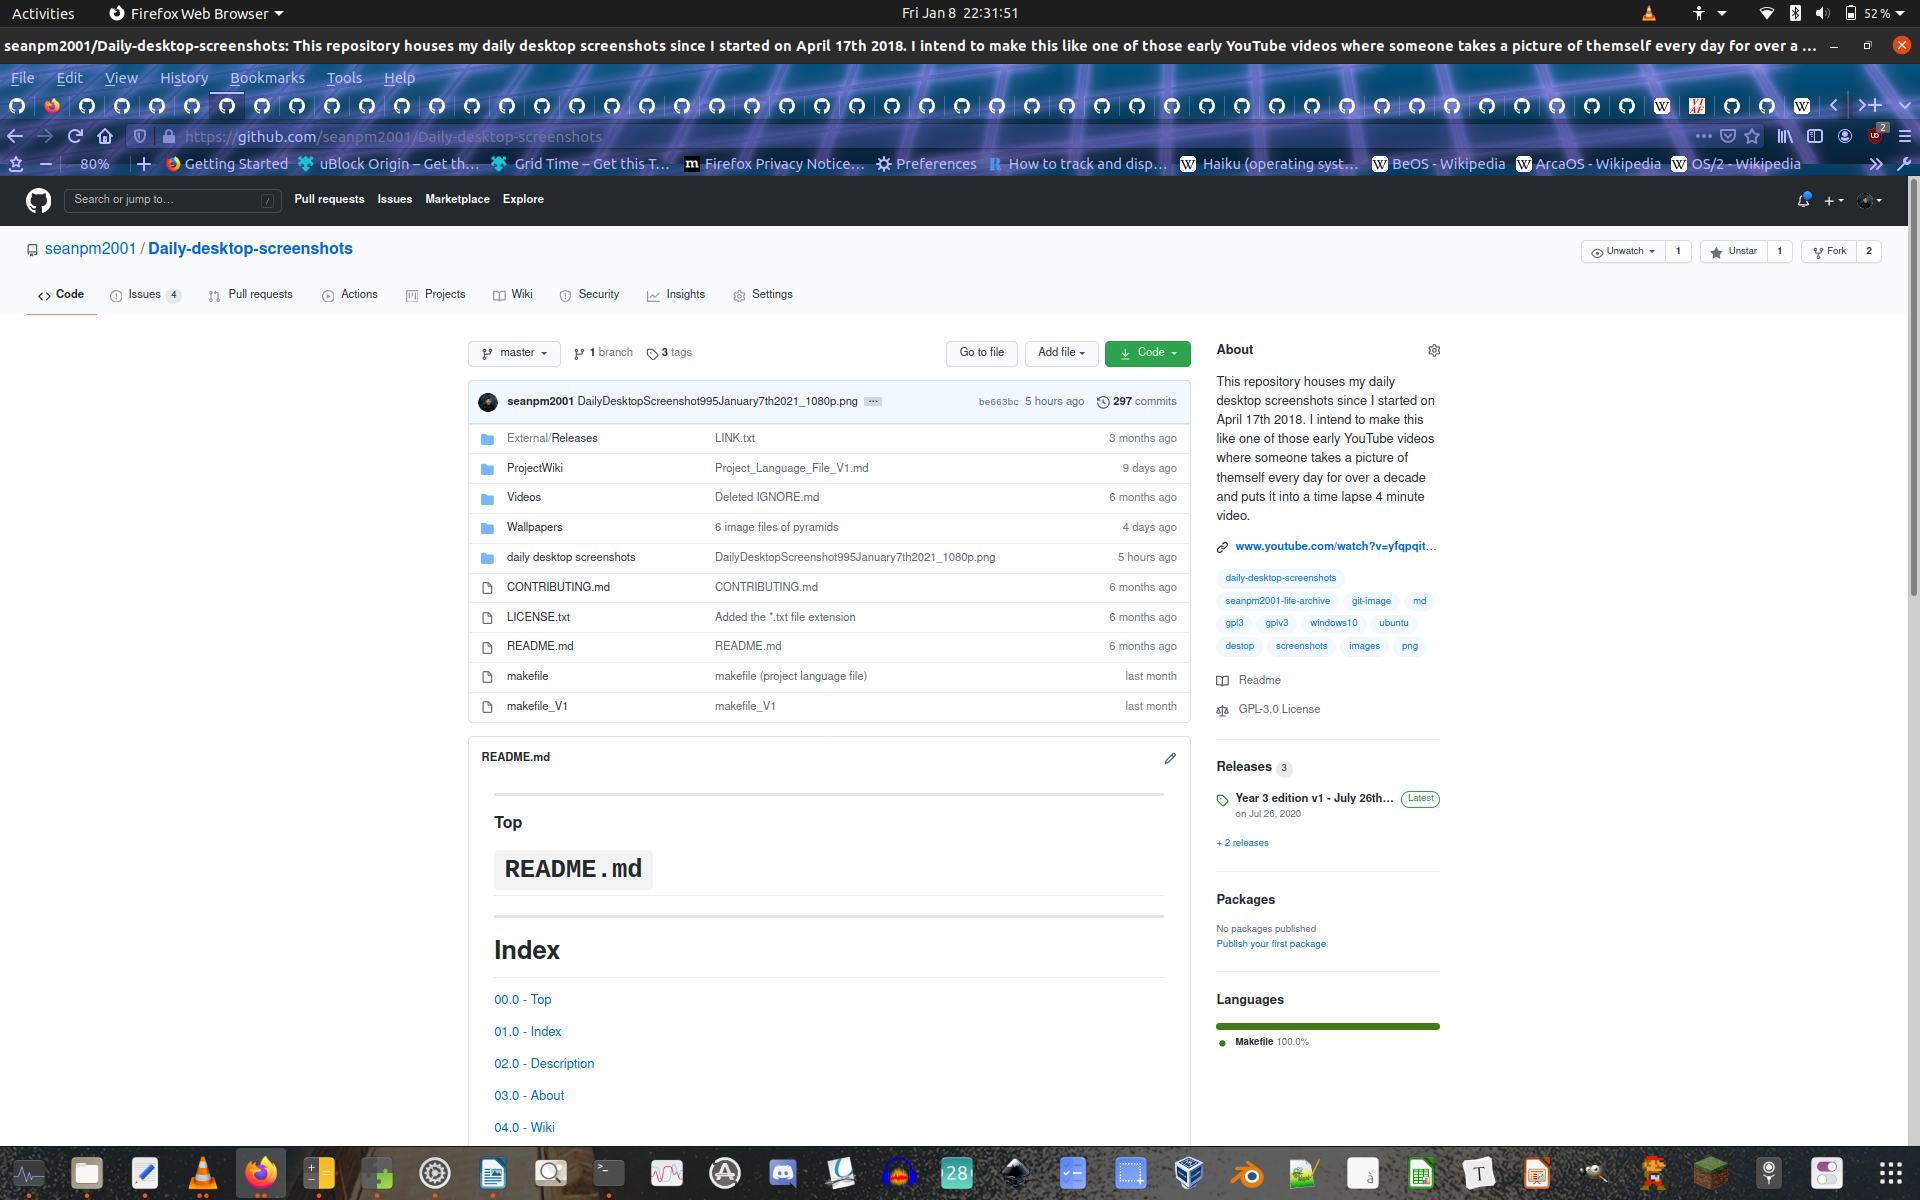 Activities Firefox Web Browser Fri Jan 8 22:31:51 52 %
seanpm2001/Daily-desktop-screenshots: This repository houses my daily desktop screenshots since I started on April 17th 2018. I intend to make this like one of those early YouTube videos where someone takes a picture of themself every day for over a ...
File Edit View History Bookmarks Tools Help
https://github.com/seanpm2001/Daily-desktop-screenshots 2
80% Getting Started uBlock Origin – Get th… Grid Time – Get this T… Firefox Privacy Notice… Preferences How to track and disp… Haiku (operating syst… BeOS - Wikipedia ArcaOS - Wikipedia OS/2 - Wikipedia
Search or jump to… / Pull requests Issues Marketplace Explore
seanpm2001 / Daily-desktop-screenshots
Unwatch 1 Unstar 1 Fork 2
Code Issues 4 Pull requests Actions Projects Wiki Security Insights Settings
master 1 branch 3 tags Go to file Add file Code
seanpm2001 DailyDesktopScreenshot995January7th2021_1080p.png ... be663bc 5 hours ago 297 commits
External/Releases LINK.txt 3 months ago
ProjectWiki Project_Language_File_V1.md 9 days ago
Videos Deleted IGNORE.md 6 months ago
Wallpapers 6 image files of pyramids 4 days ago
daily desktop screenshots DailyDesktopScreenshot995January7th2021_1080p.png 5 hours ago
CONTRIBUTING.md CONTRIBUTING.md 6 months ago
LICENSE.txt Added the *.txt file extension 6 months ago
README.md README.md 6 months ago
makefile makefile (project language file) last month
makefile_V1 makefile_V1 last month
README.md
Top
README.md
Index
00.0 - Top
01.0 - Index
02.0 - Description
03.0 - About
04.0 - Wiki
About
This repository houses my daily
desktop screenshots since I started on
April 17th 2018. I intend to make this
like one of those early YouTube videos
where someone takes a picture of
themself every day for over a decade
and puts it into a time lapse 4 minute
video.
www.youtube.com/watch?v=yfqpqit…
daily-desktop-screenshots
seanpm2001-life-archive git-image md
gpl3 gplv3 windows10 ubuntu
destop screenshots images png
Readme
GPL-3.0 License
Releases 3
Year 3 edition v1 - July 26th… Latest
on Jul 26, 2020
+ 2 releases
Packages
No packages published
Publish your first package
Languages
Makefile 100.0%
28